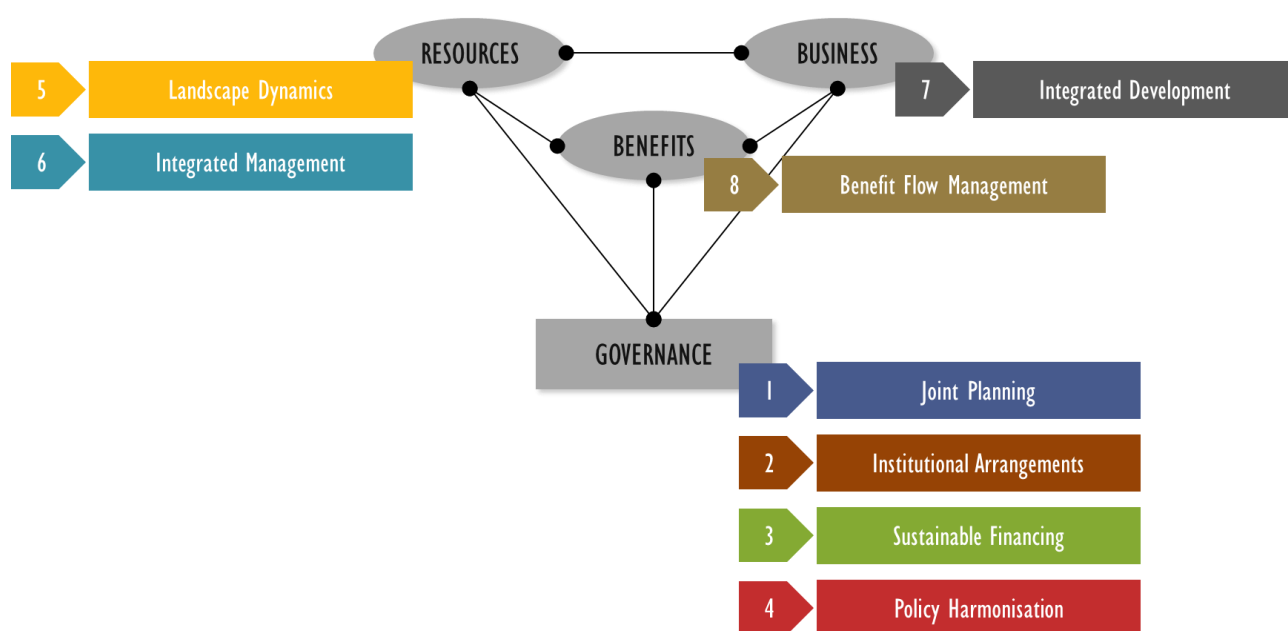 RESOURCES
BUSINESS
5
Landscape Dynamics
7
Integrated Development
6
Integrated Management
BENEFITS
8
Benefit Flow Management
GOVERNANCE
1
Joint Planning
2
Institutional Arrangements
3
Sustainable Financing
4
Policy Harmonisation